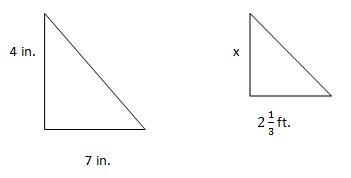 4 in.
x
2 1/3 ft.
7 in.